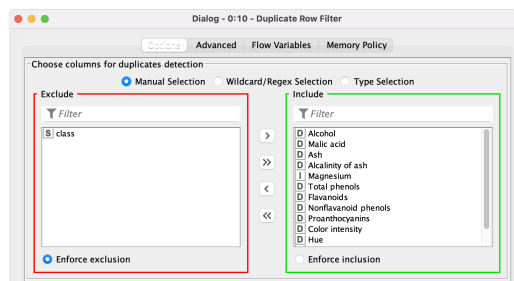 Dialog - 0:10 - Duplicate Row Filter
Options Advanced Flow Variables Memory Policy
Choose columns for duplicates detection
Manual Selection Wildcard/Regex Selection Type Selection
Exclude
Filter
S class
Enforce exclusion
>
>>
<
<<
Include
Filter
D Alcohol
D Malic acid
D Ash
D Alcalinity of ash
I Magnesium
D Total phenols
D Flavanoids
D Nonflavanoid phenols
D Proanthocyanins
D Color intensity
D Hue
Enforce inclusion